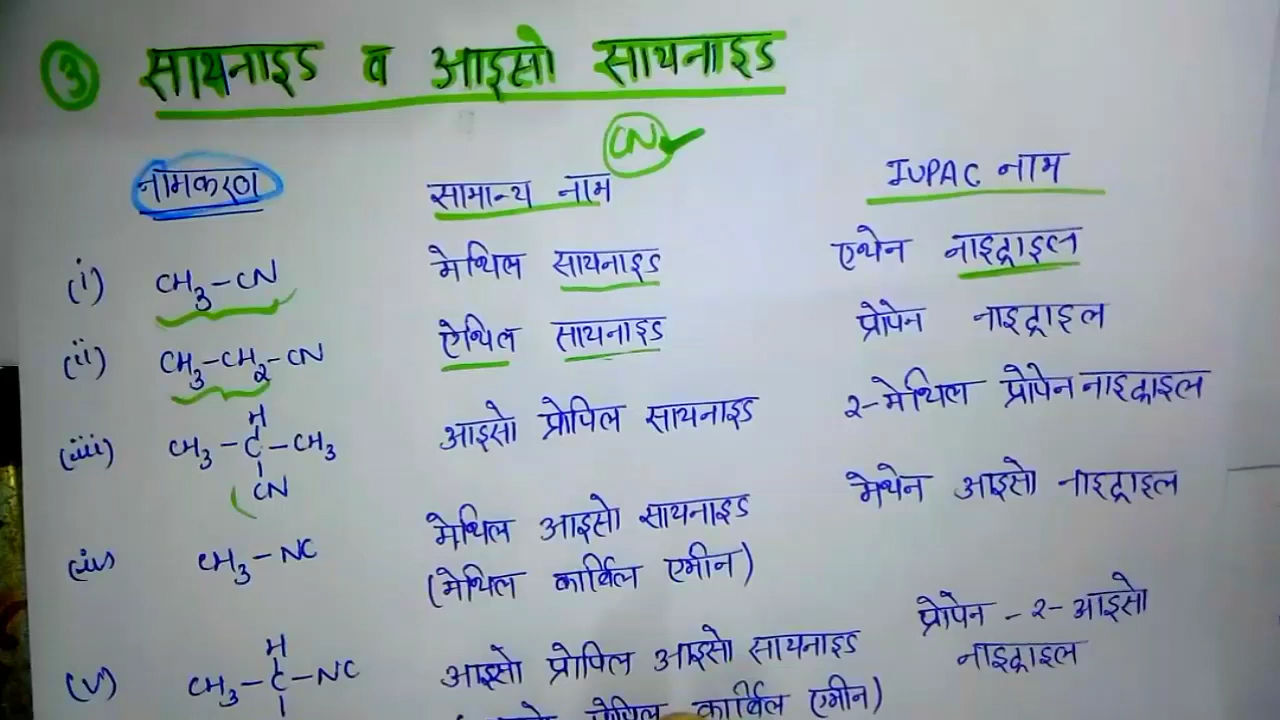 ③ सायनाइड व आइसो सायनाइड
CN
नामकरण सामान्य नाम IUPAC नाम
(i) CH3-CN मेथिल सायनाइड एथेन नाइट्राइल
(ii) CH3-CH2-CN ऐथिल सायनाइड प्रोपेन नाइट्राइल
H
(iii) CH3-C-CH3 आइसो प्रोपिल सायनाइड २-मेथिल प्रोपेन नाइट्राइल
CN
(iv) CH3-NC मेथिल आइसो सायनाइड मेथेन आइसो नाइट्राइल
(मेथिल कार्बिल एमीन)
H
(v) CH3-C-NC आइसो प्रोपिल आइसो सायनाइड प्रोपेन - २- आइसो
नाइट्राइल
प्रोपिल कार्बिल एमीन)